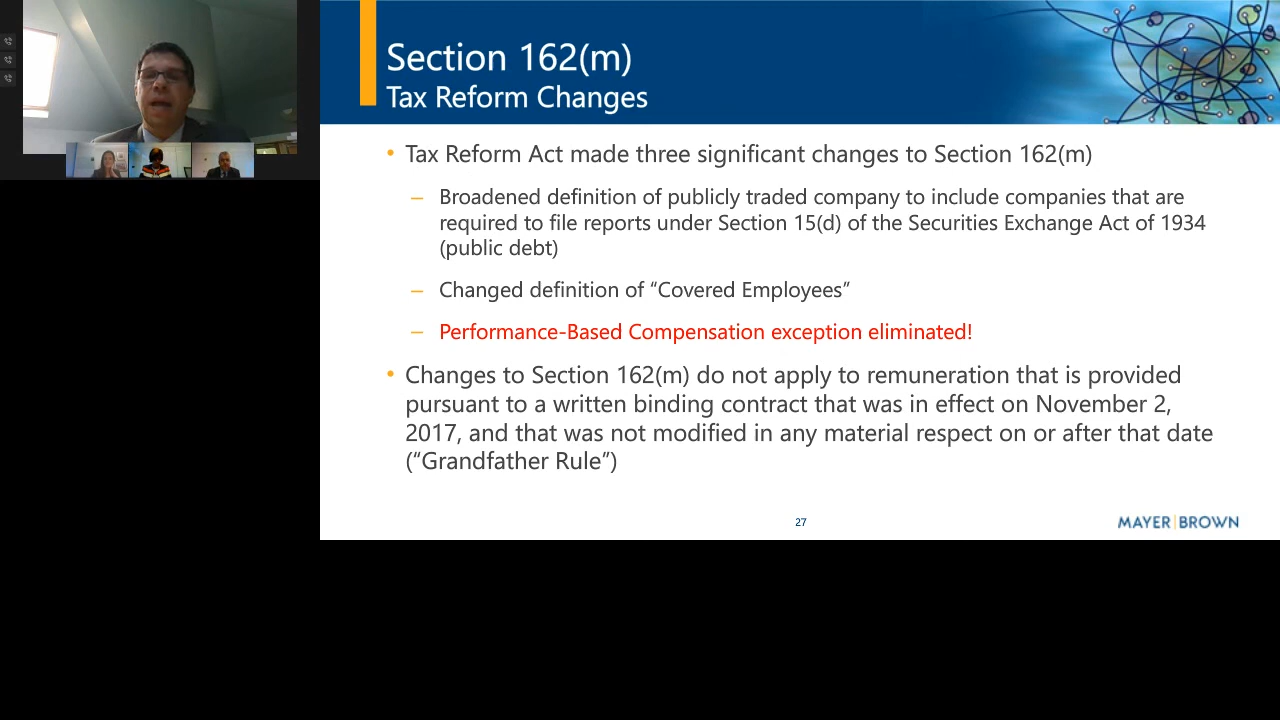 Section 162(m)
Tax Reform Changes
• Tax Reform Act made three significant changes to Section 162(m)
– Broadened definition of publicly traded company to include companies that are
required to file reports under Section 15(d) of the Securities Exchange Act of 1934
(public debt)
– Changed definition of “Covered Employees”
– Performance-Based Compensation exception eliminated!
• Changes to Section 162(m) do not apply to remuneration that is provided
pursuant to a written binding contract that was in effect on November 2,
2017, and that was not modified in any material respect on or after that date
(“Grandfather Rule”)
27
MAYER|BROWN